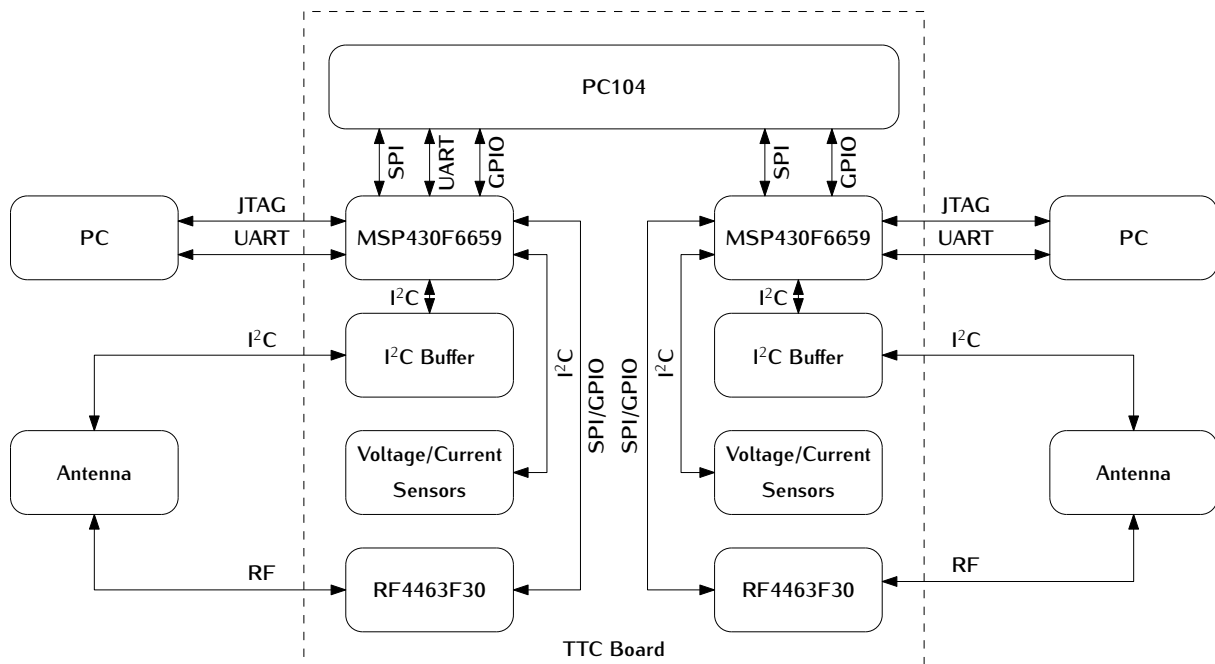 PC104
SPI
UART
GPIO
SPI
GPIO
PC
JTAG
UART
MSP430F6659
MSP430F6659
JTAG
UART
PC
I²C
I²C
I²C
I²C Buffer
I²C
SPI/GPIO
SPI/GPIO
I²C
I²C Buffer
I²C
Antenna
Voltage/Current
Sensors
Voltage/Current
Sensors
Antenna
RF
RF4463F30
RF4463F30
RF
TTC Board